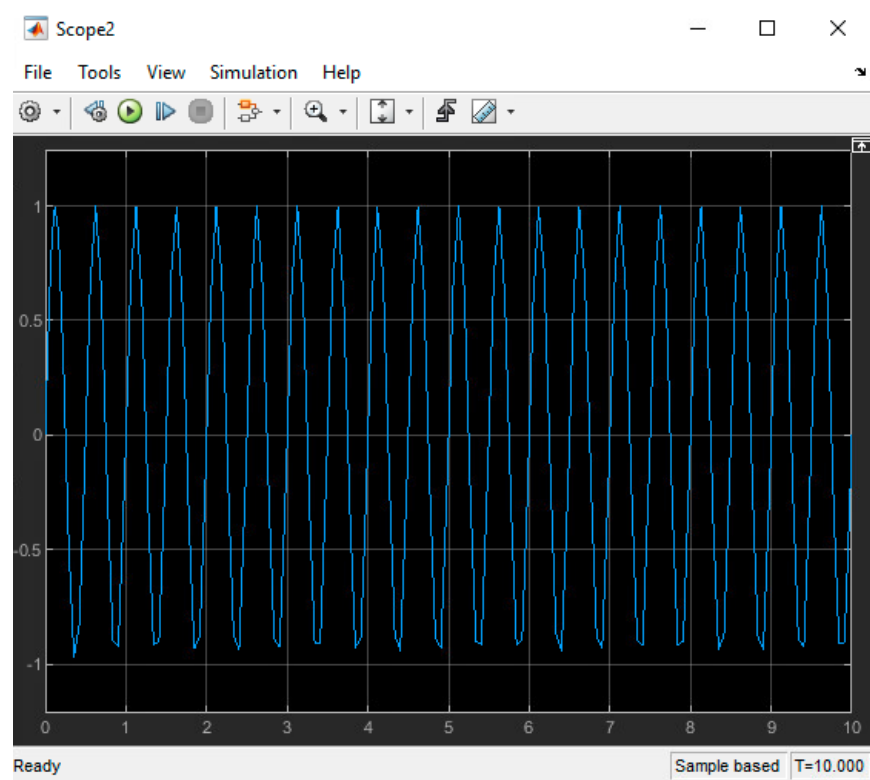 Scope2
File Tools View Simulation Help
1
0.5
0
-0.5
-1
0 1 2 3 4 5 6 7 8 9 10
Ready Sample based T=10.000